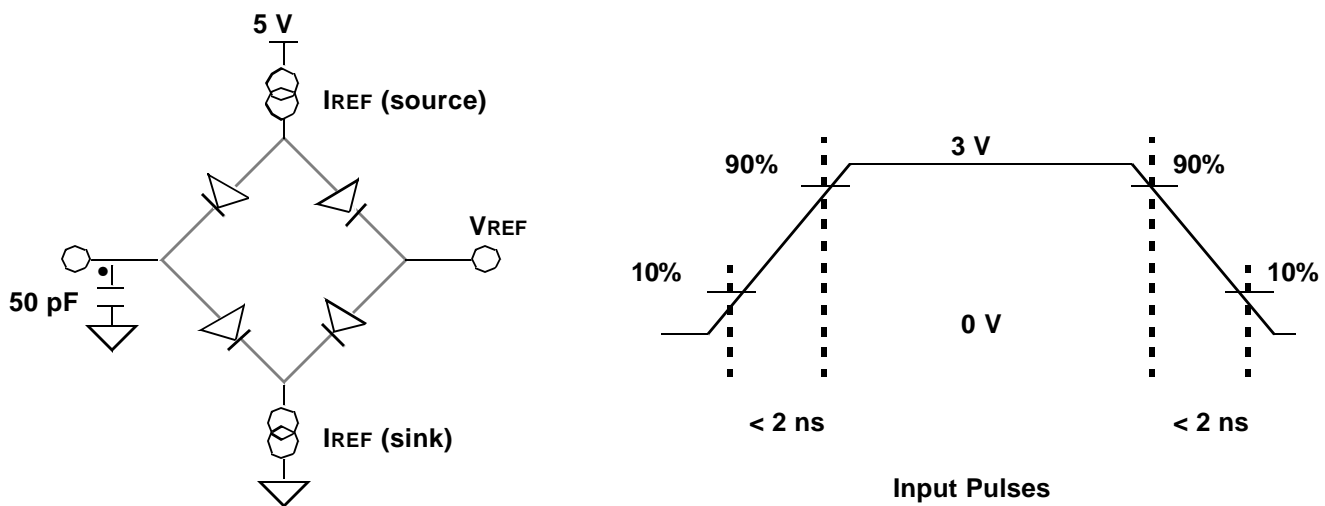 5 V
IREF (source)
VREF
50 pF
IREF (sink)
90%
3 V
90%
10%
10%
0 V
< 2 ns
< 2 ns
Input Pulses